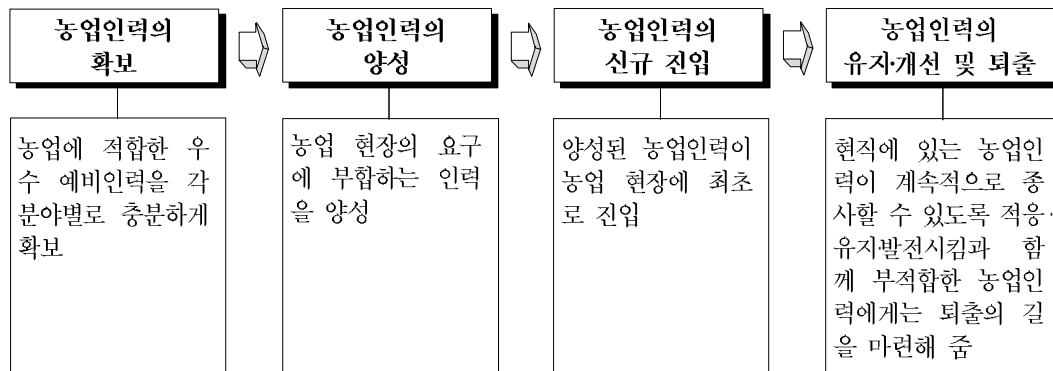 농업인력의
확보
농업인력의
양성
농업인력의
신규 진입
농업인력의
유지·개선 및 퇴출
농업에 적합한 우
수 예비인력을 각
분야별로 충분하게
확보
농업 현장의 요구
에 부합하는 인력
을 양성
양성된 농업인력이
농업 현장에 최초
로 진입
현직에 있는 농업인
력이 계속적으로 종
사할 수 있도록 적응·
유지발전시킴과 함
께 부적합한 농업인
력에게는 퇴출의 길
을 마련해 줌